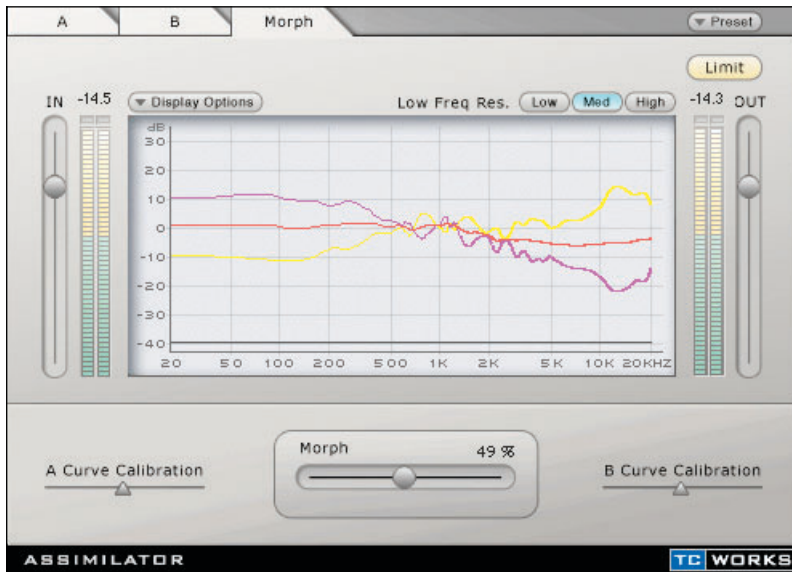 A B Morph Preset
Limit
IN -14.5 Display Options Low Freq Res. Low Med High -14.3 OUT
dB
30
20
10
0
-10
-20
-30
-40
20 50 100 200 500 1K 2K 5K 10K 20KHZ
Morph 49 %
A Curve Calibration B Curve Calibration
ASSIMILATOR TC WORKS